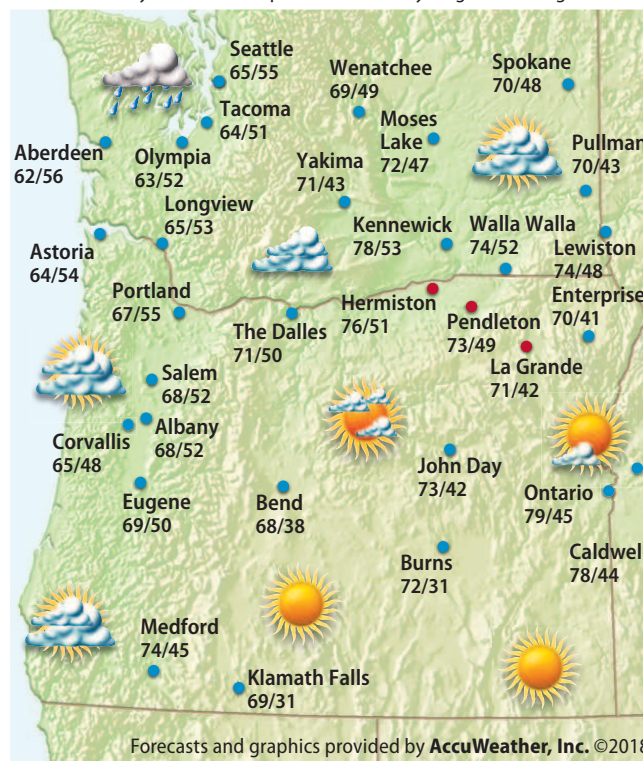 Seattle
65/55
Wenatchee
69/49
Spokane
70/48
Tacoma
64/51
Moses
Lake
72/47
Aberdeen
62/56
Olympia
63/52
Yakima
71/43
Pullman
70/43
Longview
65/53
Kennewick
78/53
Walla Walla
74/52
Lewiston
74/48
Astoria
64/54
Portland
67/55
The Dalles
71/50
Hermiston
76/51
Pendleton
73/49
Enterprise
70/41
La Grande
71/42
Salem
68/52
Albany
68/52
Corvallis
65/48
Eugene
69/50
Bend
68/38
John Day
73/42
Ontario
79/45
Burns
72/31
Caldwel
78/44
Medford
74/45
Klamath Falls
69/31
Forecasts and graphics provided by AccuWeather, Inc. ©2018